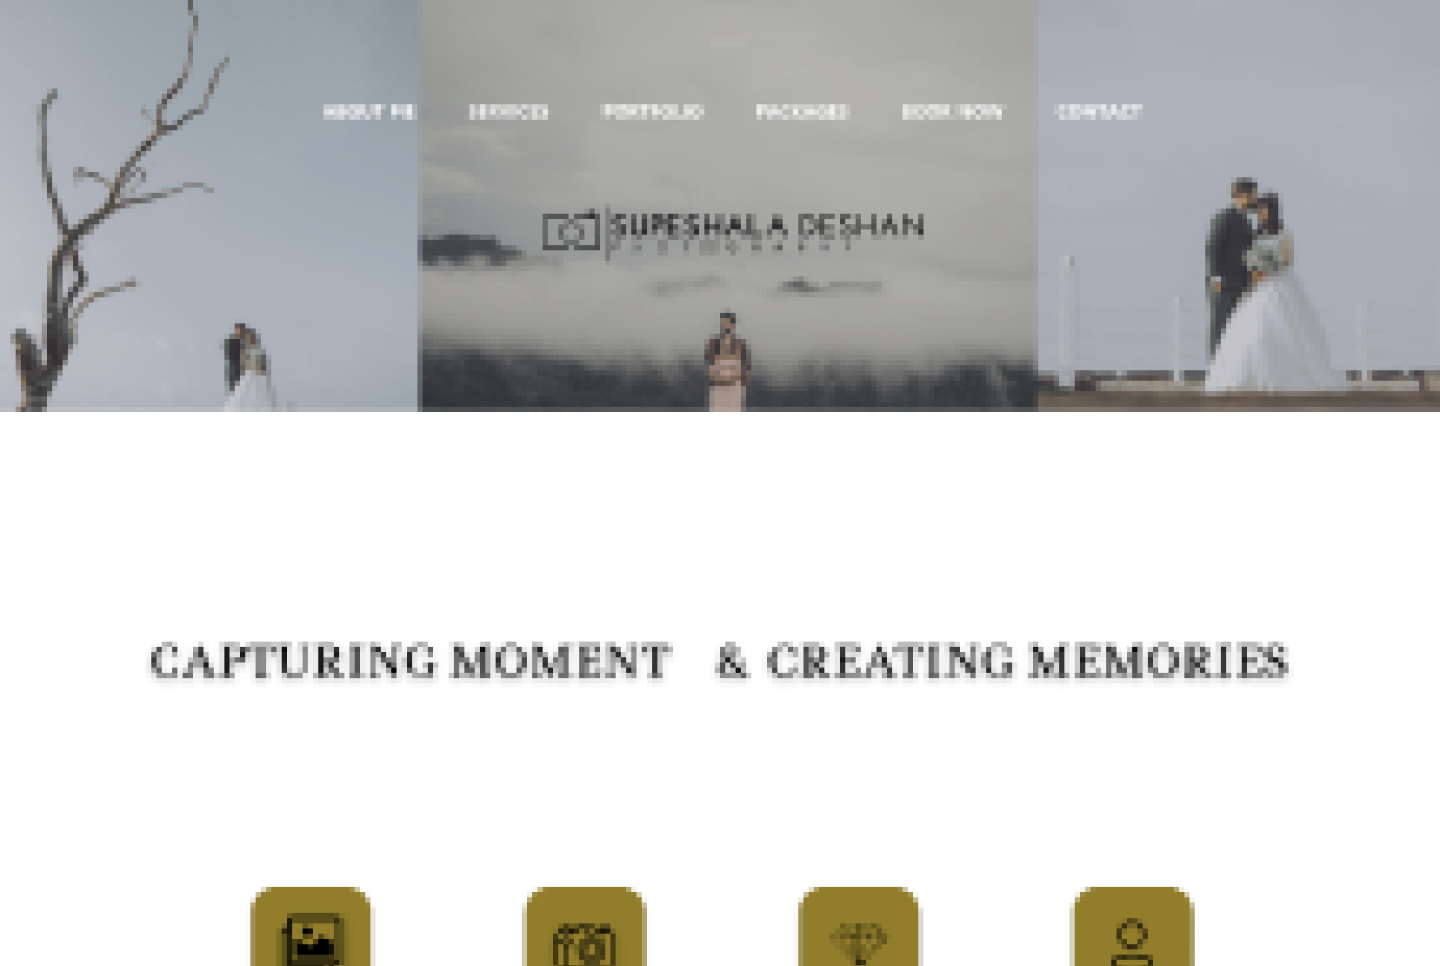 ABOUT ME
SERVICES
PORTFOLIO
PACKAGES
BOOK NOW
CONTACT
SUPESHALA DESHAN
PHOTOGRAPHY
CAPTURING MOMENT & CREATING MEMORIES